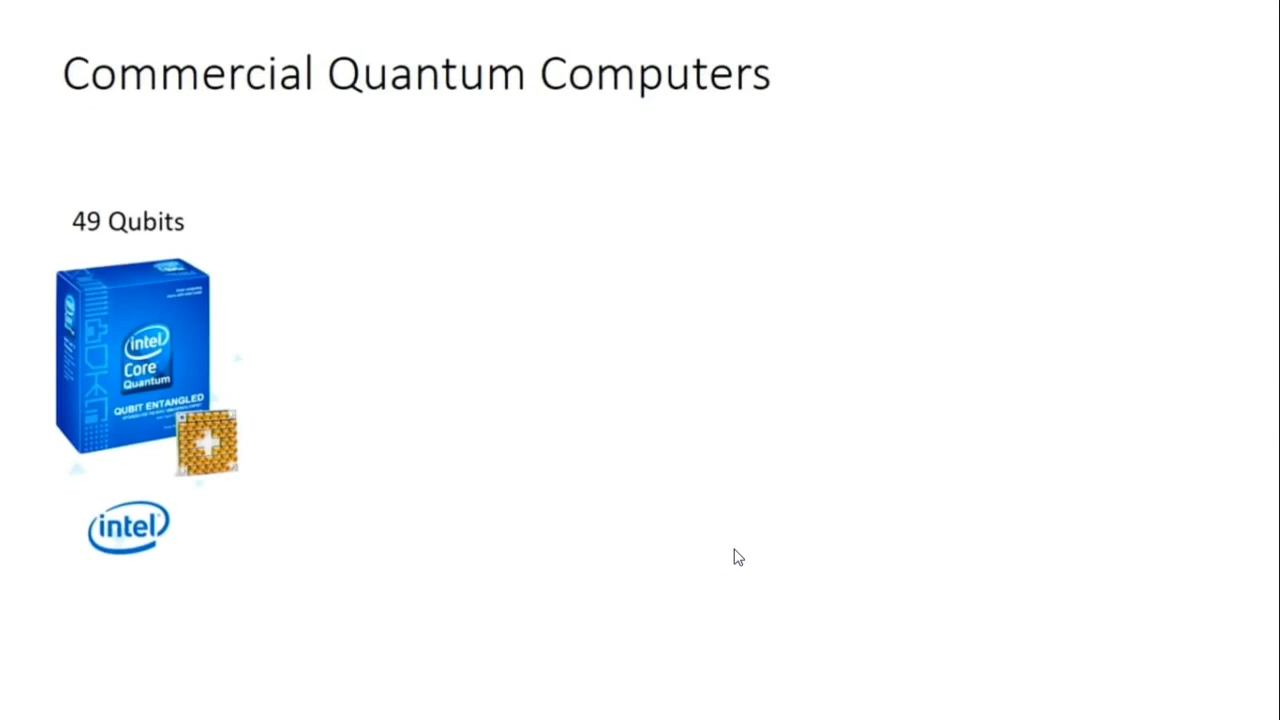 Commercial Quantum Computers
49 Qubits
intel
Core
Quantum
QUBIT ENTANGLED
intel